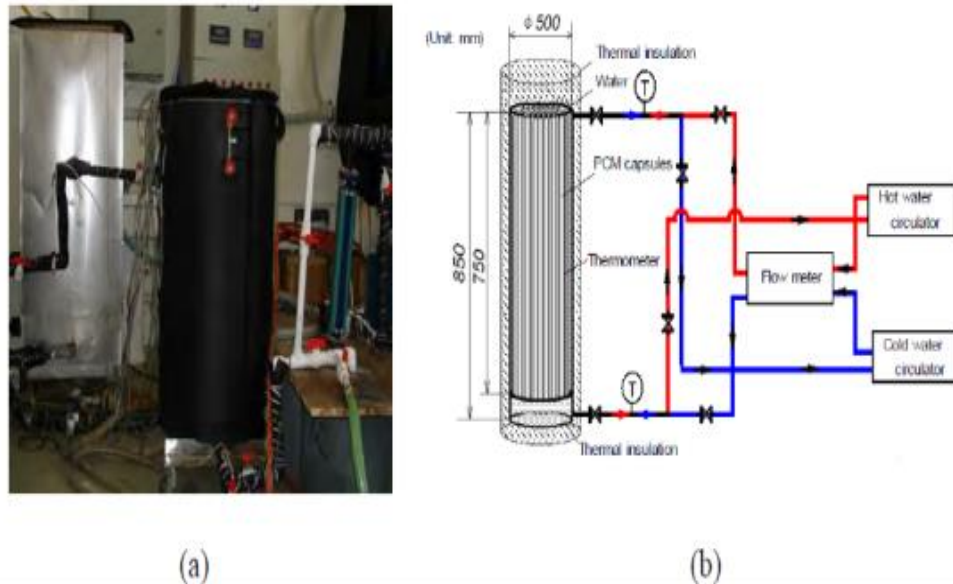 ϕ500
(Unit: mm)
Thermal insulation
Water
T
PCM capsules
Hot water
circulator
850
750
Thermometer
Flow meter
Cold water
circulator
T
Thermal insulation
(a)
(b)